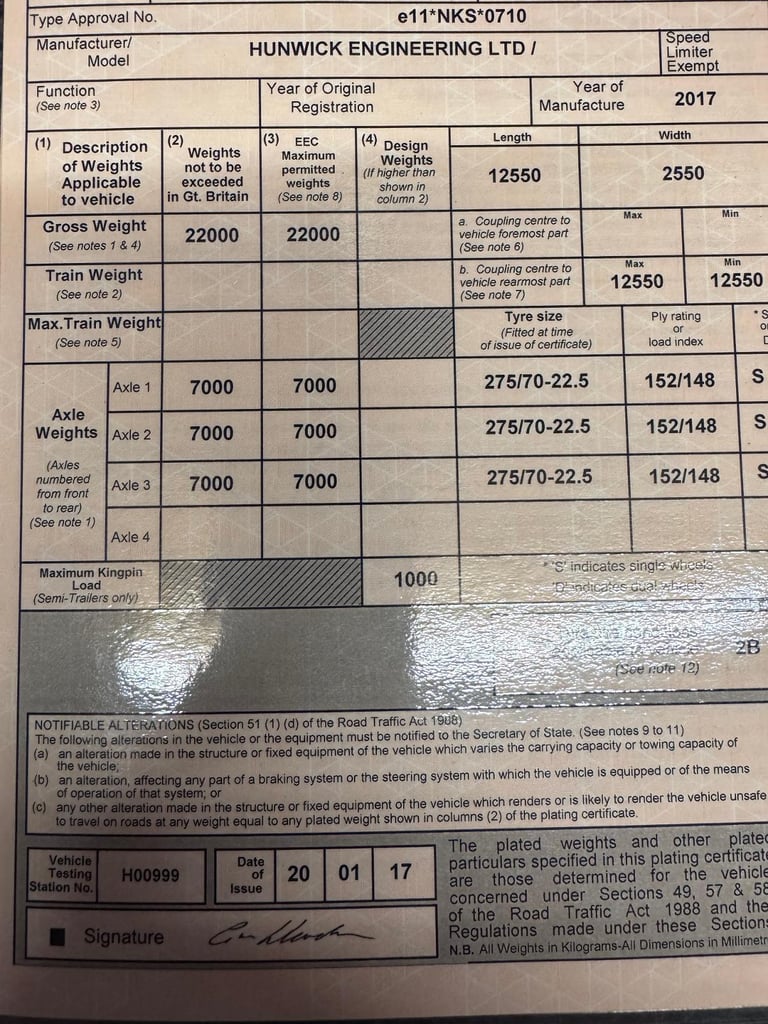 Type Approval No. e11*NKS*0710
Manufacturer/ Model HUNWICK ENGINEERING LTD / Speed Limiter Exempt
Function (See note 3)
Year of Original Registration
Year of Manufacture 2017
(1) Description of Weights Applicable to vehicle
(2) Weights not to be exceeded in Gt. Britain
(3) EEC Maximum permitted weights (See note 8)
(4) Design Weights (If higher than shown in column 2)
Length 12550
Width 2550
Gross Weight (See notes 1 & 4) 22000 22000
a. Coupling centre to vehicle foremost part (See note 6) Max Min
Train Weight (See note 2)
b. Coupling centre to vehicle rearmost part (See note 7) Max 12550 Min 12550
Max.Train Weight (See note 5)
Tyre size (Fitted at time of issue of certificate)
Ply rating or load index
* S
Axle Weights (Axles numbered from front to rear) (See note 1)
Axle 1 7000 7000 275/70-22.5 152/148 S
Axle 2 7000 7000 275/70-22.5 152/148 S
Axle 3 7000 7000 275/70-22.5 152/148 S
Axle 4
Maximum Kingpin Load (Semi-Trailers only) 1000
* 'S' indicates single wheels
'D' indicates dual wheels
2B
(See note 12)
NOTIFIABLE ALTERATIONS (Section 51 (1) (d) of the Road Traffic Act 1988)
The following alterations in the vehicle or the equipment must be notified to the Secretary of State. (See notes 9 to 11)
(a) an alteration made in the structure or fixed equipment of the vehicle which varies the carrying capacity or towing capacity of
the vehicle;
(b) an alteration, affecting any part of a braking system or the steering system with which the vehicle is equipped or of the means
of operation of that system; or
(c) any other alteration made in the structure or fixed equipment of the vehicle which renders or is likely to render the vehicle unsafe
to travel on roads at any weight equal to any plated weight shown in columns (2) of the plating certificate.
Vehicle Testing Station No. H00999
Date of Issue 20 01 17
Signature
The plated weights and other plated
particulars specified in this plating certificate
are those determined for the vehicle
concerned under Sections 49, 57 & 58
of the Road Traffic Act 1988 and the
Regulations made under these Sections
N.B. All Weights in Kilograms-All Dimensions in Millimetr